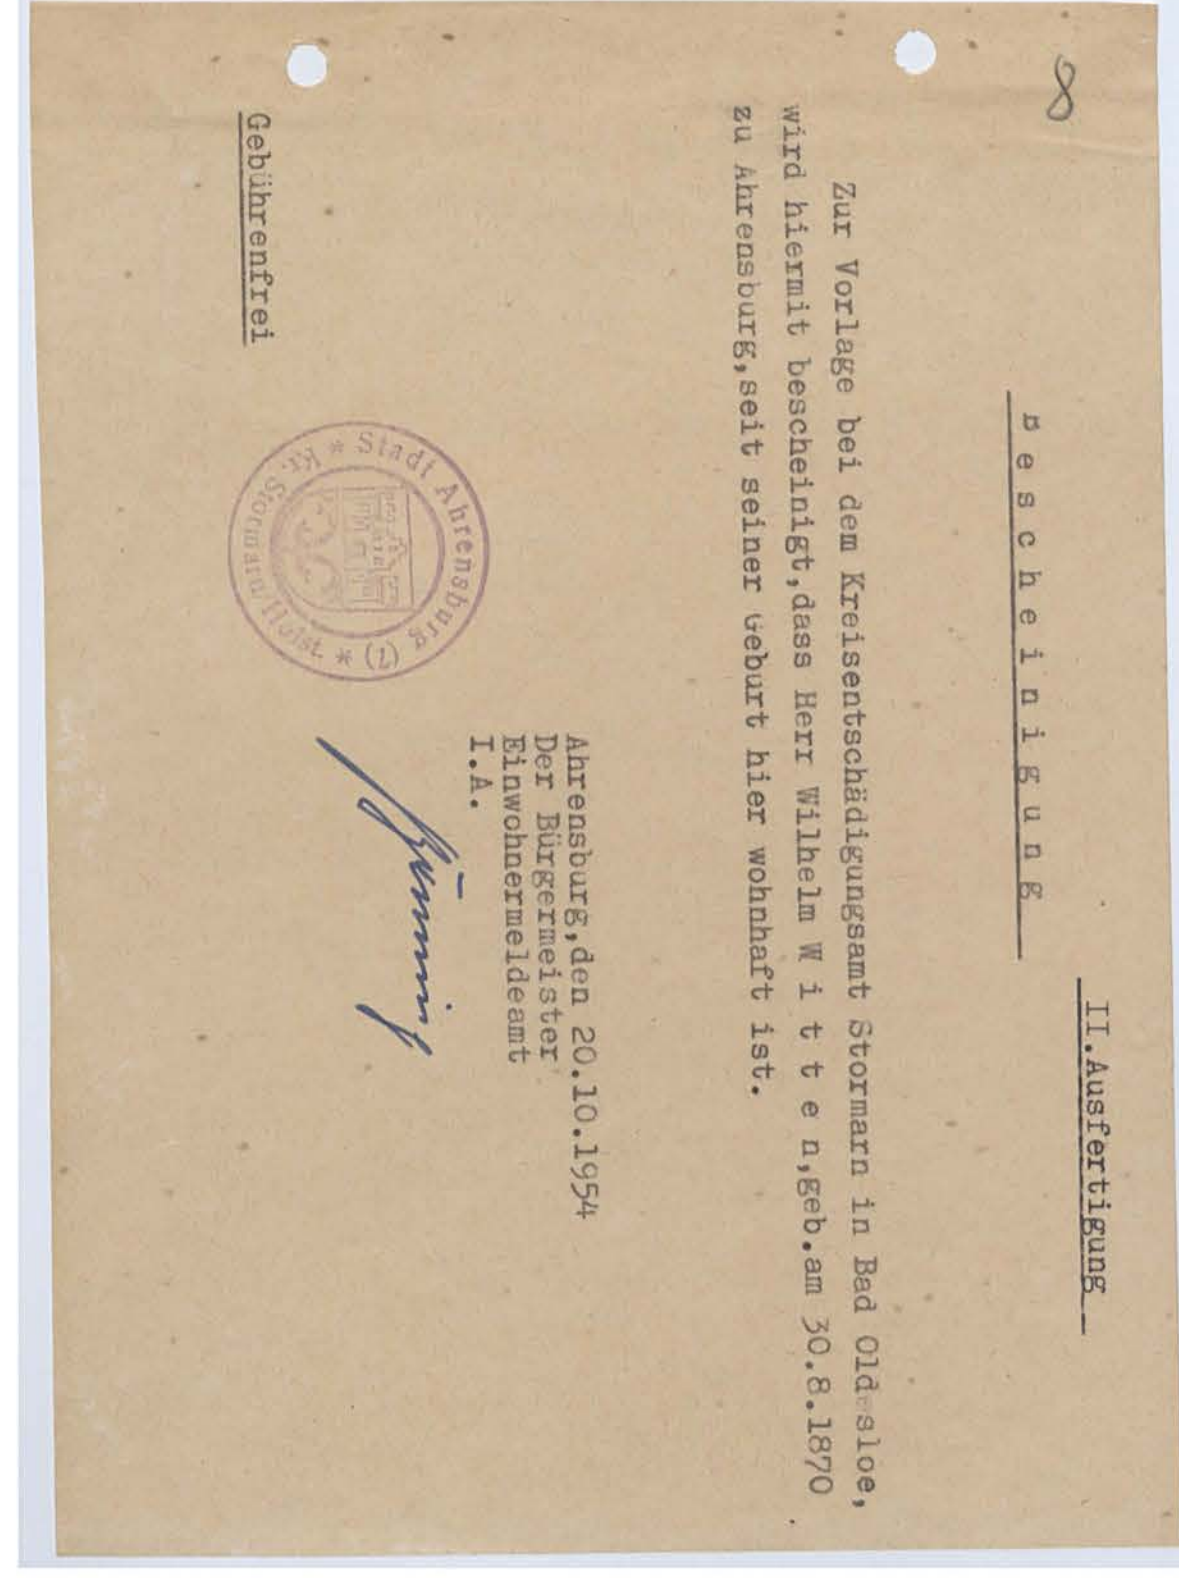 8
II.Ausfertigung
B e s c h e i n i g u n g
Zur Vorlage bei dem Kreisentschädigungsamt Stormarn in Bad Oldesloe,
wird hiermit bescheinigt,dass Herr Wilhelm W i t t e n,geb.am 30.8.1870
zu Ahrensburg,seit seiner Geburt hier wohnhaft ist.
Ahrensburg,den 20.10.1954
Der Bürgermeister
Einwohnermeldeamt
I.A.
* Stadt Ahrensburg (1) * Kr. Stormarn/Holst.
Gebührenfrei